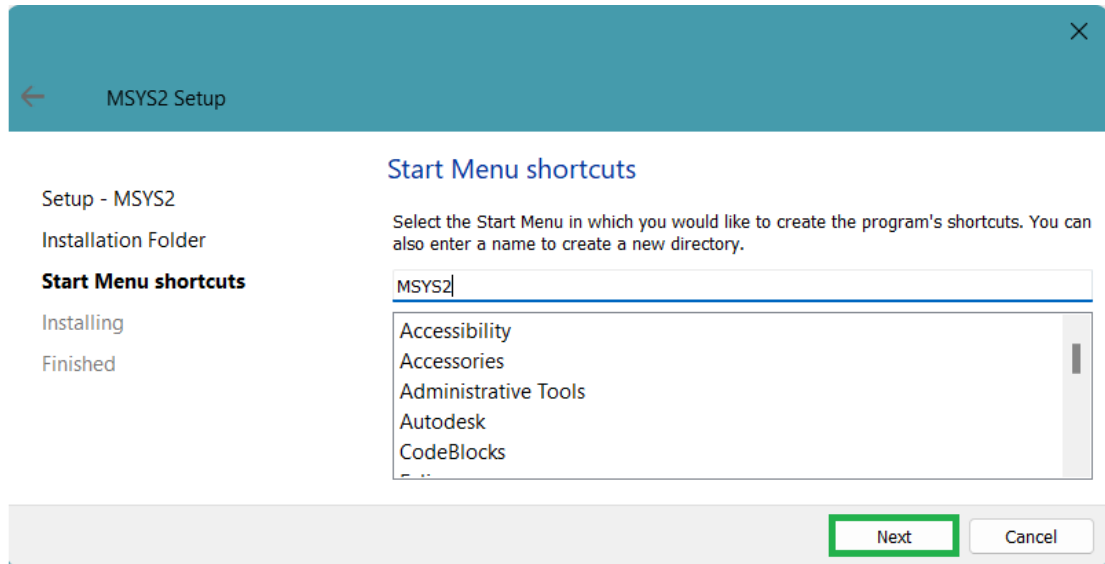 MSYS2 Setup
Setup - MSYS2
Installation Folder
Start Menu shortcuts
Installing
Finished
Start Menu shortcuts
Select the Start Menu in which you would like to create the program's shortcuts. You can
also enter a name to create a new directory.
MSYS2
Accessibility
Accessories
Administrative Tools
Autodesk
CodeBlocks
Next
Cancel